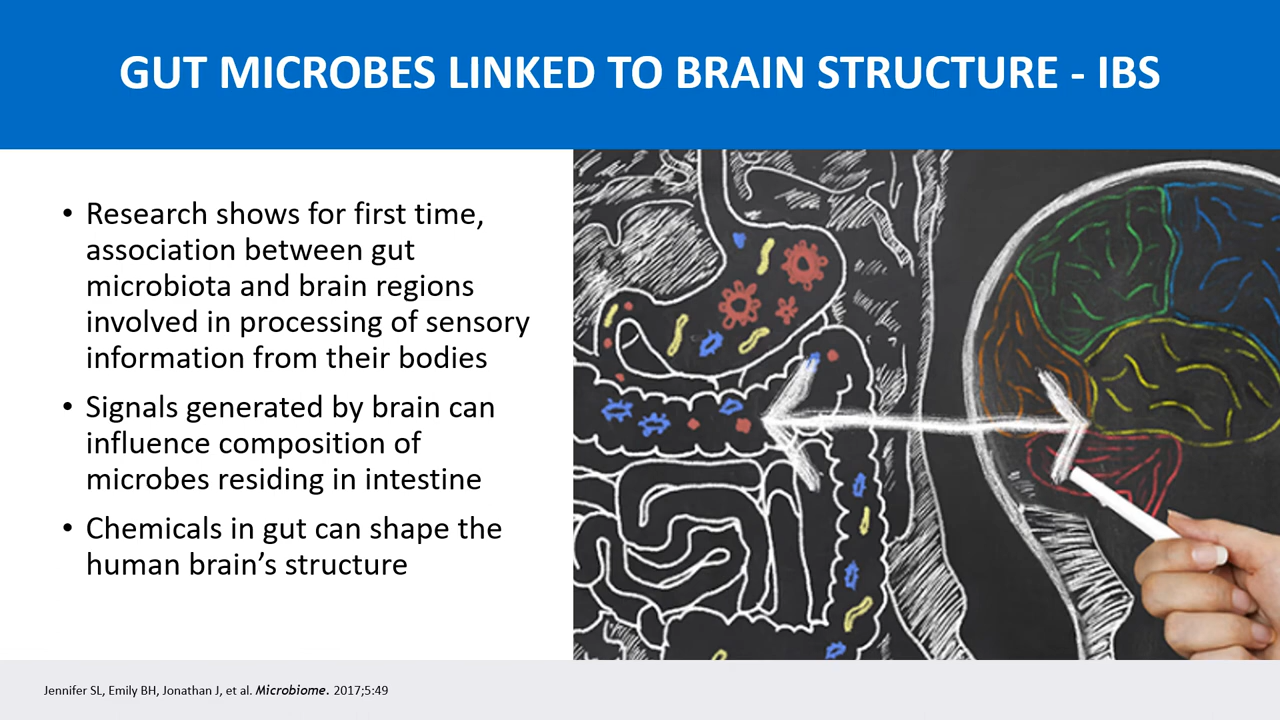 GUT MICROBES LINKED TO BRAIN STRUCTURE - IBS
• Research shows for first time,
association between gut
microbiota and brain regions
involved in processing of sensory
information from their bodies
• Signals generated by brain can
influence composition of
microbes residing in intestine
• Chemicals in gut can shape the
human brain’s structure
Jennifer SL, Emily BH, Jonathan J, et al. Microbiome. 2017;5:49